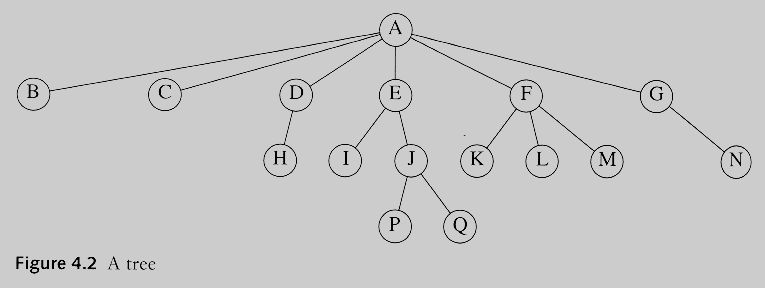 A
B C D E F G
H I J K L M N
P Q
Figure 4.2 A tree